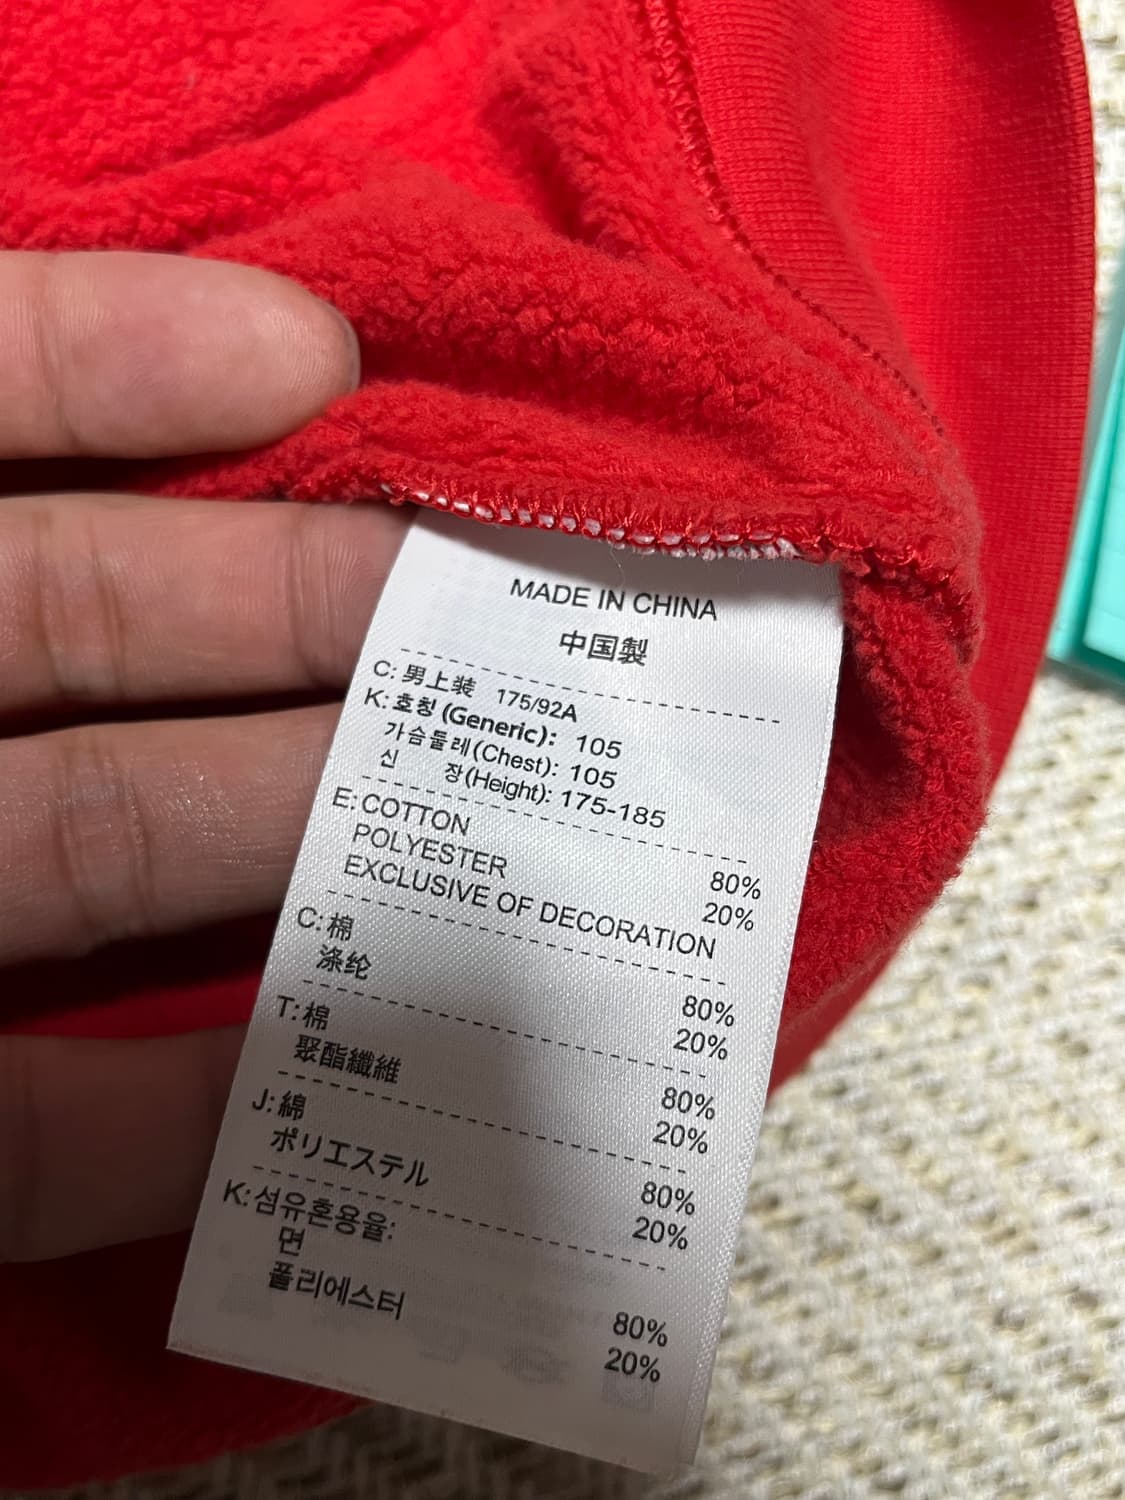 MADE IN CHINA
中国製
C: 男上装 175/92A
K: 호칭 (Generic): 105
가슴둘레(Chest): 105
신 장(Height): 175-185
E: COTTON 80%
POLYESTER 20%
EXCLUSIVE OF DECORATION
C: 棉 80%
涤纶 20%
T: 棉 80%
聚酯纖維 20%
J: 綿 80%
ポリエステル 20%
K: 섬유혼용율:
면 80%
폴리에스터 20%